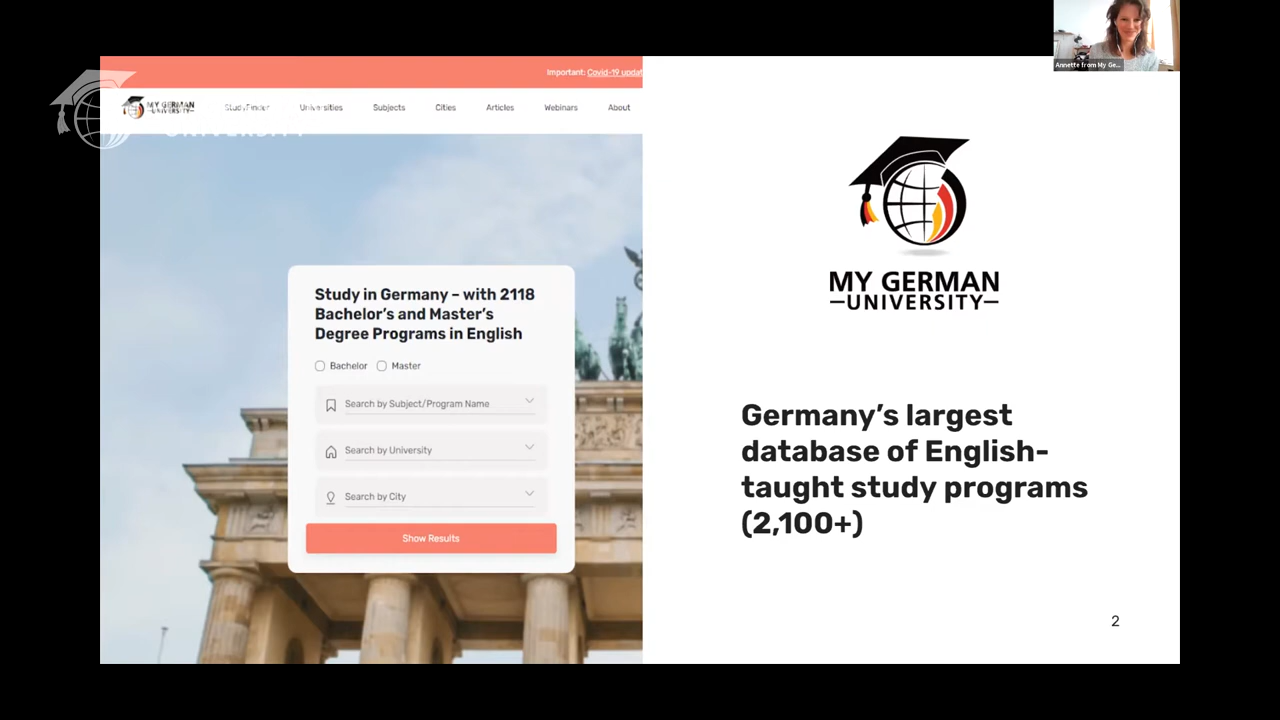 Annette from My Ge...
Important: Covid-19 updat
MY GERMAN
UNIVERSITY
StudyFinder
Universities
Subjects
Cities
Articles
Webinars
About
UNIVERSITY
Study in Germany – with 2118
Bachelor's and Master's
Degree Programs in English
Bachelor
Master
Search by Subject/Program Name
Search by University
Search by City
Show Results
MY GERMAN
UNIVERSITY
Germany's largest
database of English-
taught study programs
(2,100+)
2